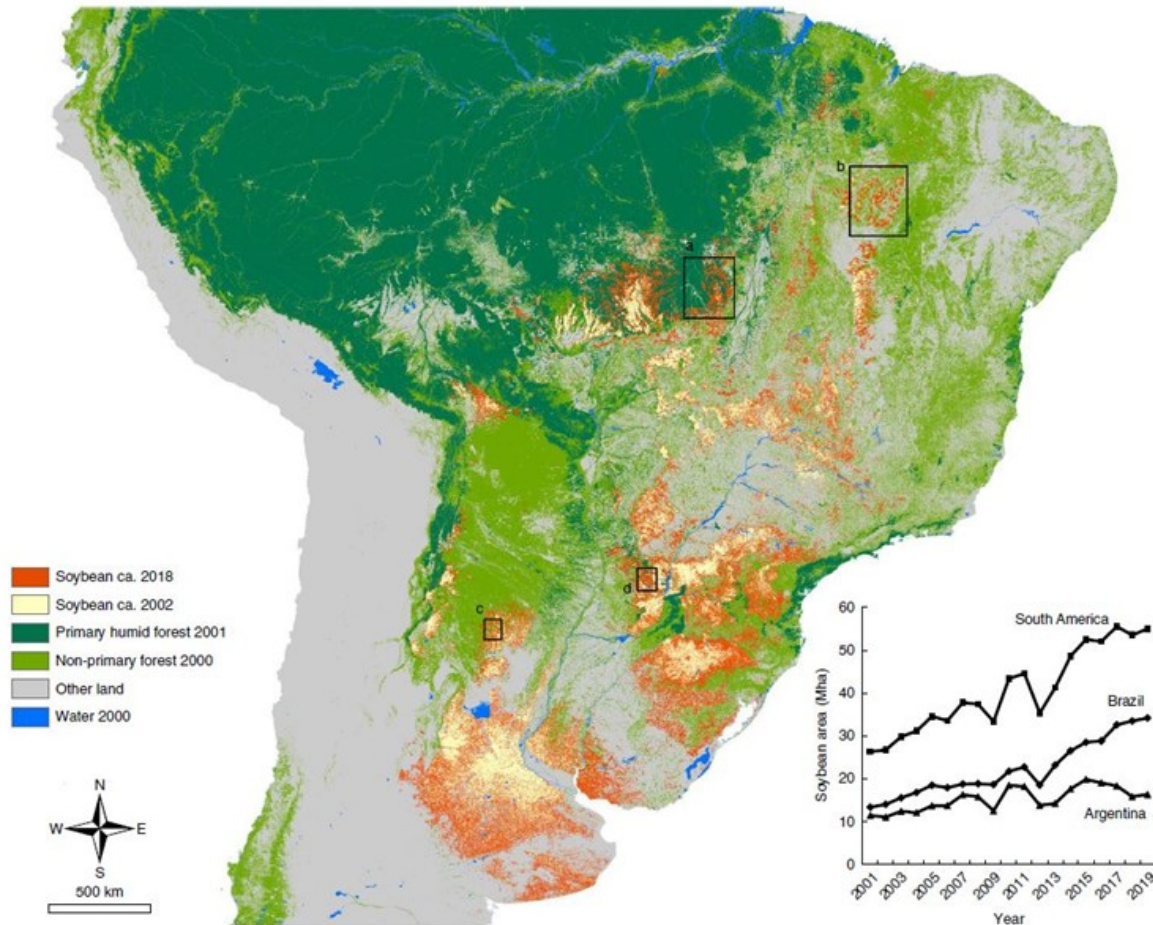 b
a
c
d
Soybean ca. 2018
Soybean ca. 2002
Primary humid forest 2001
Non-primary forest 2000
Other land
Water 2000
N
W E
S
500 km
60
50
40
30
20
10
0
Soybean area (Mha)
South America
Brazil
Argentina
2001
2003
2005
2007
2009
2011
2013
2015
2017
2019
Year